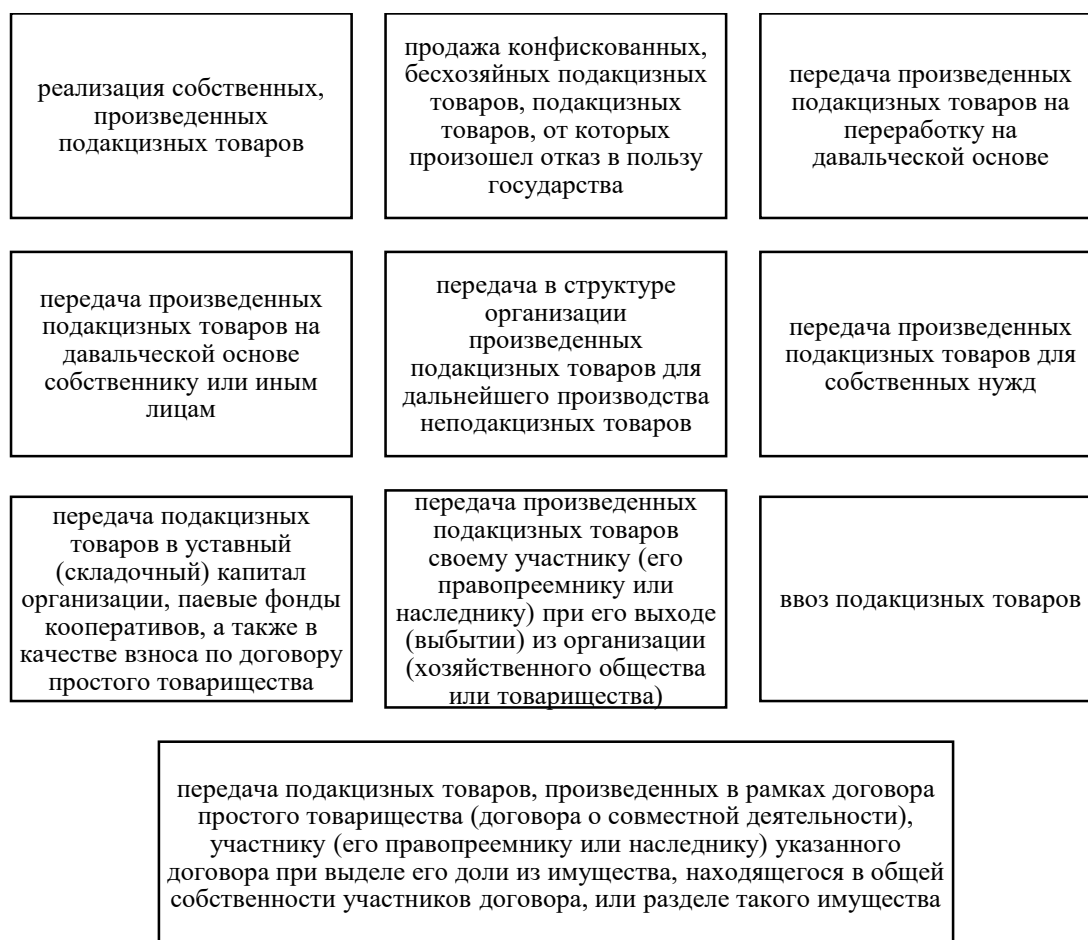 реализация собственных,
произведенных
подакцизных товаров
продажа конфискованных,
бесхозяйных подакцизных
товаров, подакцизных
товаров, от которых
произошел отказ в пользу
государства
передача произведенных
подакцизных товаров на
переработку на
давальческой основе
передача произведенных
подакцизных товаров на
давальческой основе
собственнику или иным
лицам
передача в структуре
организации
произведенных
подакцизных товаров для
дальнейшего производства
неподакцизных товаров
передача произведенных
подакцизных товаров для
собственных нужд
передача подакцизных
товаров в уставный
(складочный) капитал
организации, паевые фонды
кооперативов, а также в
качестве взноса по договору
простого товарищества
передача произведенных
подакцизных товаров
своему участнику (его
правопреемнику или
наследнику) при его выходе
(выбытии) из организации
(хозяйственного общества
или товарищества)
ввоз подакцизных товаров
передача подакцизных товаров, произведенных в рамках договора
простого товарищества (договора о совместной деятельности),
участнику (его правопреемнику или наследнику) указанного
договора при выделе его доли из имущества, находящегося в общей
собственности участников договора, или разделе такого имущества